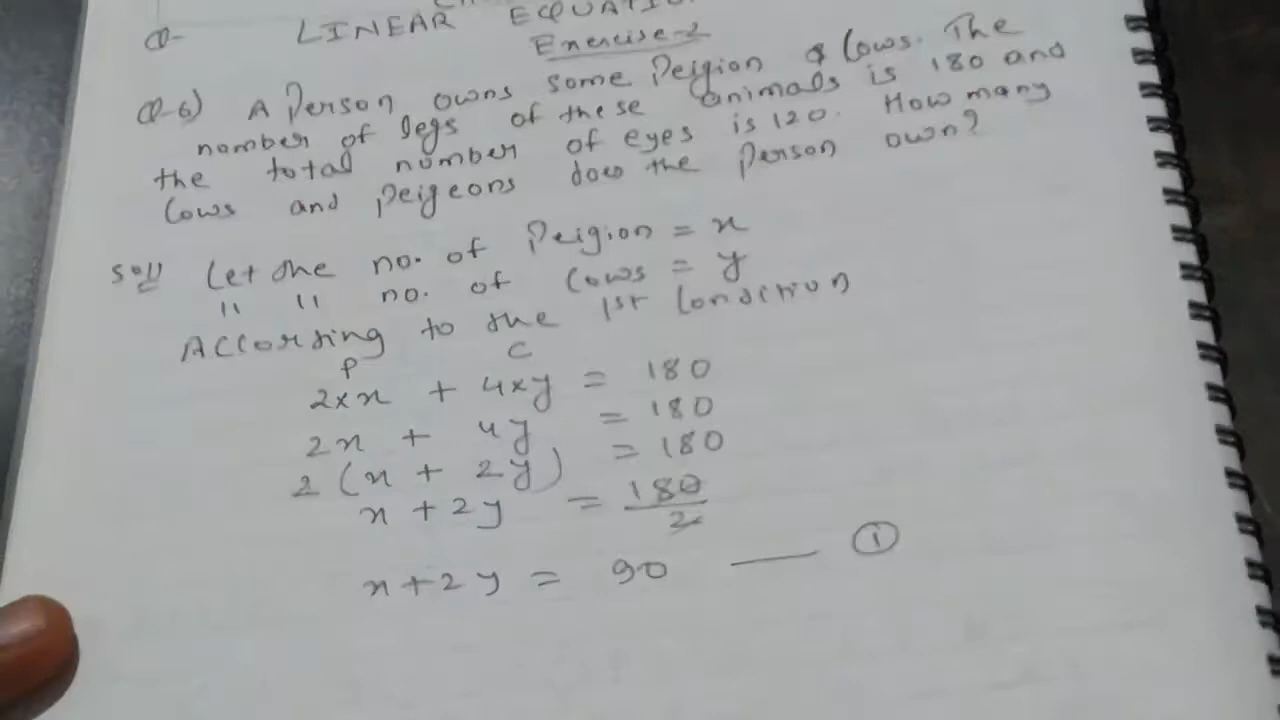 Q- LINEAR EQUATIO
Exercise-2
Q-6) A Person owns some Peigion & Cows. The
number of legs of these animals is 180 and
the total number of eyes is 120. How many
Cows and Peigeons does the Person own?
Soln Let the no. of Peigion = x
" " no. of Cows = y
According to the 1st Condition
P C
2×x + 4×y = 180
2x + 4y = 180
2 (x + 2y) = 180
x + 2y = 180/2
x + 2y = 90 —— ①